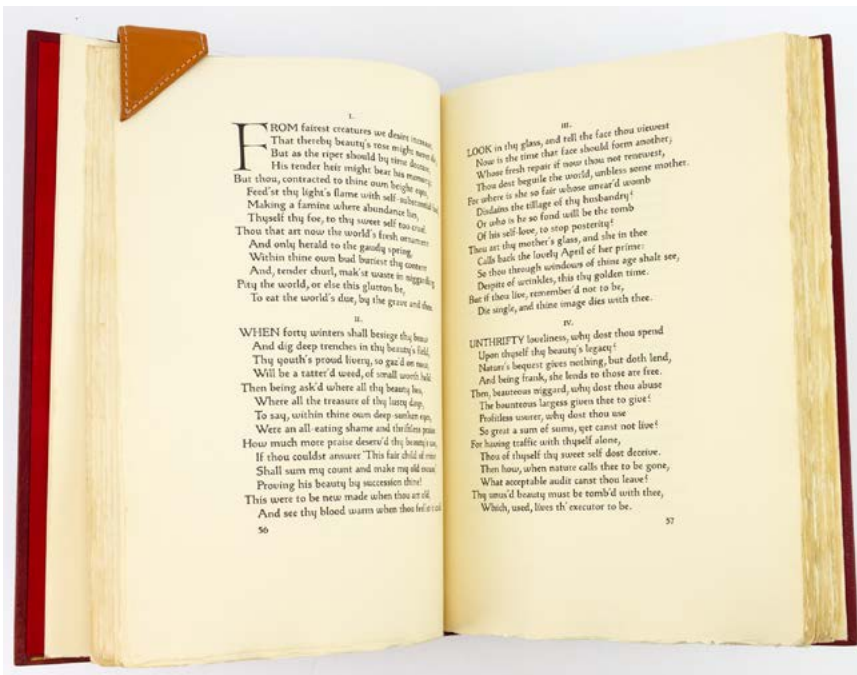 I.
FROM fairest creatures we desire increase,
That thereby beauty's rose might never die,
But as the riper should by time decease,
His tender heir might bear his memory:
But thou, contracted to thine own bright eyes,
Feed'st thy light's flame with self-substantial fuel,
Making a famine where abundance lies,
Thyself thy foe, to thy sweet self too cruel.
Thou that art now the world's fresh ornament
And only herald to the gaudy spring,
Within thine own bud buriest thy content
And, tender churl, mak'st waste in niggarding.
Pity the world, or else this glutton be,
To eat the world's due, by the grave and thee.
II.
WHEN forty winters shall besiege thy brow
And dig deep trenches in thy beauty's field,
Thy youth's proud livery, so gaz'd on now,
Will be a tatter'd weed, of small worth held:
Then being ask'd where all thy beauty lies,
Where all the treasure of thy lusty days,
To say, within thine own deep-sunken eyes,
Were an all-eating shame and thriftless praise.
How much more praise deserv'd thy beauty's use,
If thou couldst answer 'This fair child of mine
Shall sum my count and make my old excuse,'
Proving his beauty by succession thine!
This were to be new made when thou art old,
And see thy blood warm when thou feel'st it cold.
56
III.
LOOK in thy glass, and tell the face thou viewest
Now is the time that face should form another;
Whose fresh repair if now thou not renewest,
Thou dost beguile the world, unbless some mother.
For where is she so fair whose unear'd womb
Disdains the tillage of thy husbandry?
Or who is he so fond will be the tomb
Of his self-love, to stop posterity?
Thou art thy mother's glass, and she in thee
Calls back the lovely April of her prime:
So thou through windows of thine age shalt see,
Despite of wrinkles, this thy golden time.
But if thou live, remember'd not to be,
Die single, and thine image dies with thee.
IV.
UNTHRIFTY loveliness, why dost thou spend
Upon thyself thy beauty's legacy?
Nature's bequest gives nothing, but doth lend,
And being frank, she lends to those are free.
Then, beauteous niggard, why dost thou abuse
The bounteous largess given thee to give?
Profitless usurer, why dost thou use
So great a sum of sums, yet canst not live?
For having traffic with thyself alone,
Thou of thyself thy sweet self dost deceive.
Then how, when nature calls thee to be gone,
What acceptable audit canst thou leave?
Thy unus'd beauty must be tomb'd with thee,
Which, used, lives th' executor to be.
57